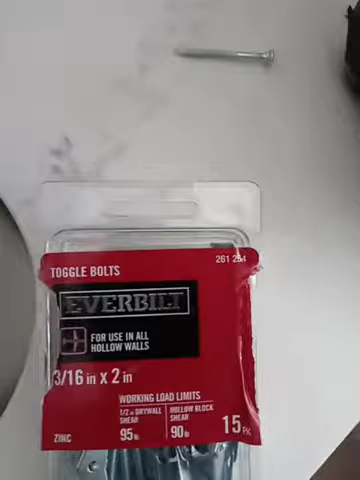 261 264
TOGGLE BOLTS
EVERBILT
FOR USE IN ALL
HOLLOW WALLS
3/16 in x 2 in
WORKING LOAD LIMITS
1/2 in DRYWALL
SHEAR
95 lb
HOLLOW BLOCK
SHEAR
90 lb
ZINC
15 PK